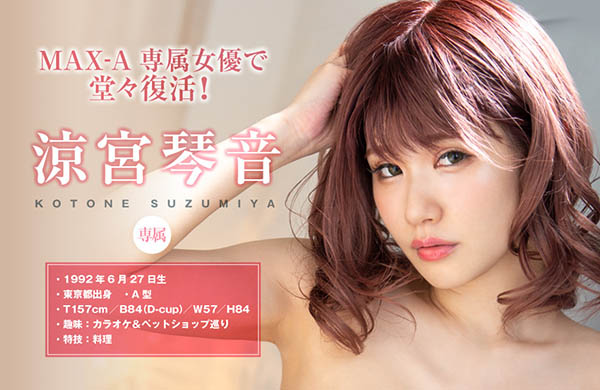 MAX-A 専属女優で
堂々復活！
涼宮琴音
KOTONE SUZUMIYA
専属
・1992年6月27日生
・東京都出身　・A型
・T157cm／B84(D-cup)／W57／H84
・趣味：カラオケ＆ペットショップ巡り
・特技：料理